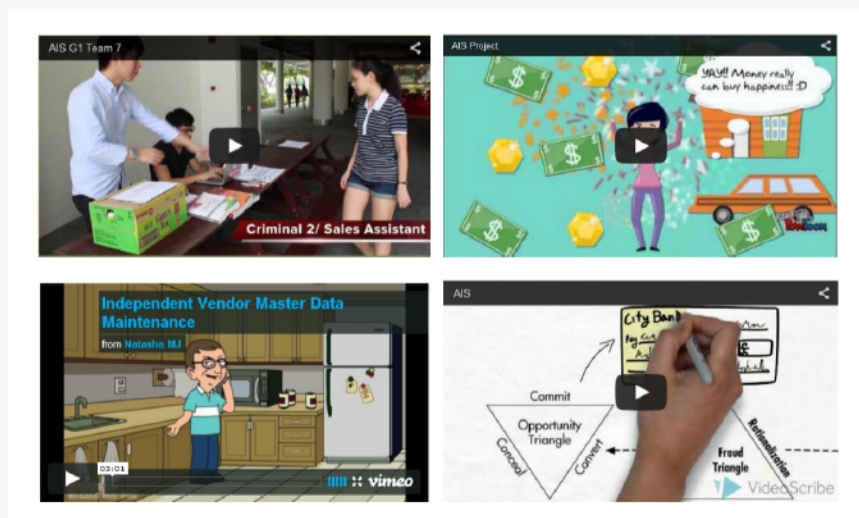 AIS G1 Team 7
Criminal 2/ Sales Assistant
AIS Project
YAY!! Money really
can buy happiness!! :D
Independent Vendor Master Data
Maintenance
from Natasha MJ
03:01
vimeo
AIS
City Bank
Pay
Commit
Opportunity
Triangle
Conceal
Convert
Fraud
Triangle
Rationalization
VideoScribe